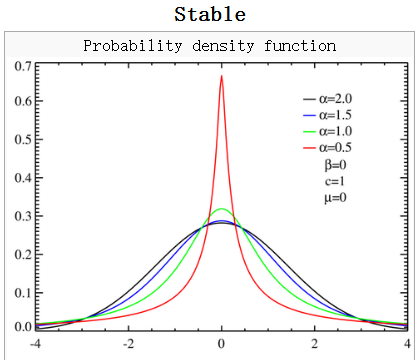 Stable
Probability density function
0.7
0.6
0.5
0.4
0.3
0.2
0.1
0.0
α=2.0
α=1.5
α=1.0
α=0.5
β=0
c=1
μ=0
-4 -2 0 2 4